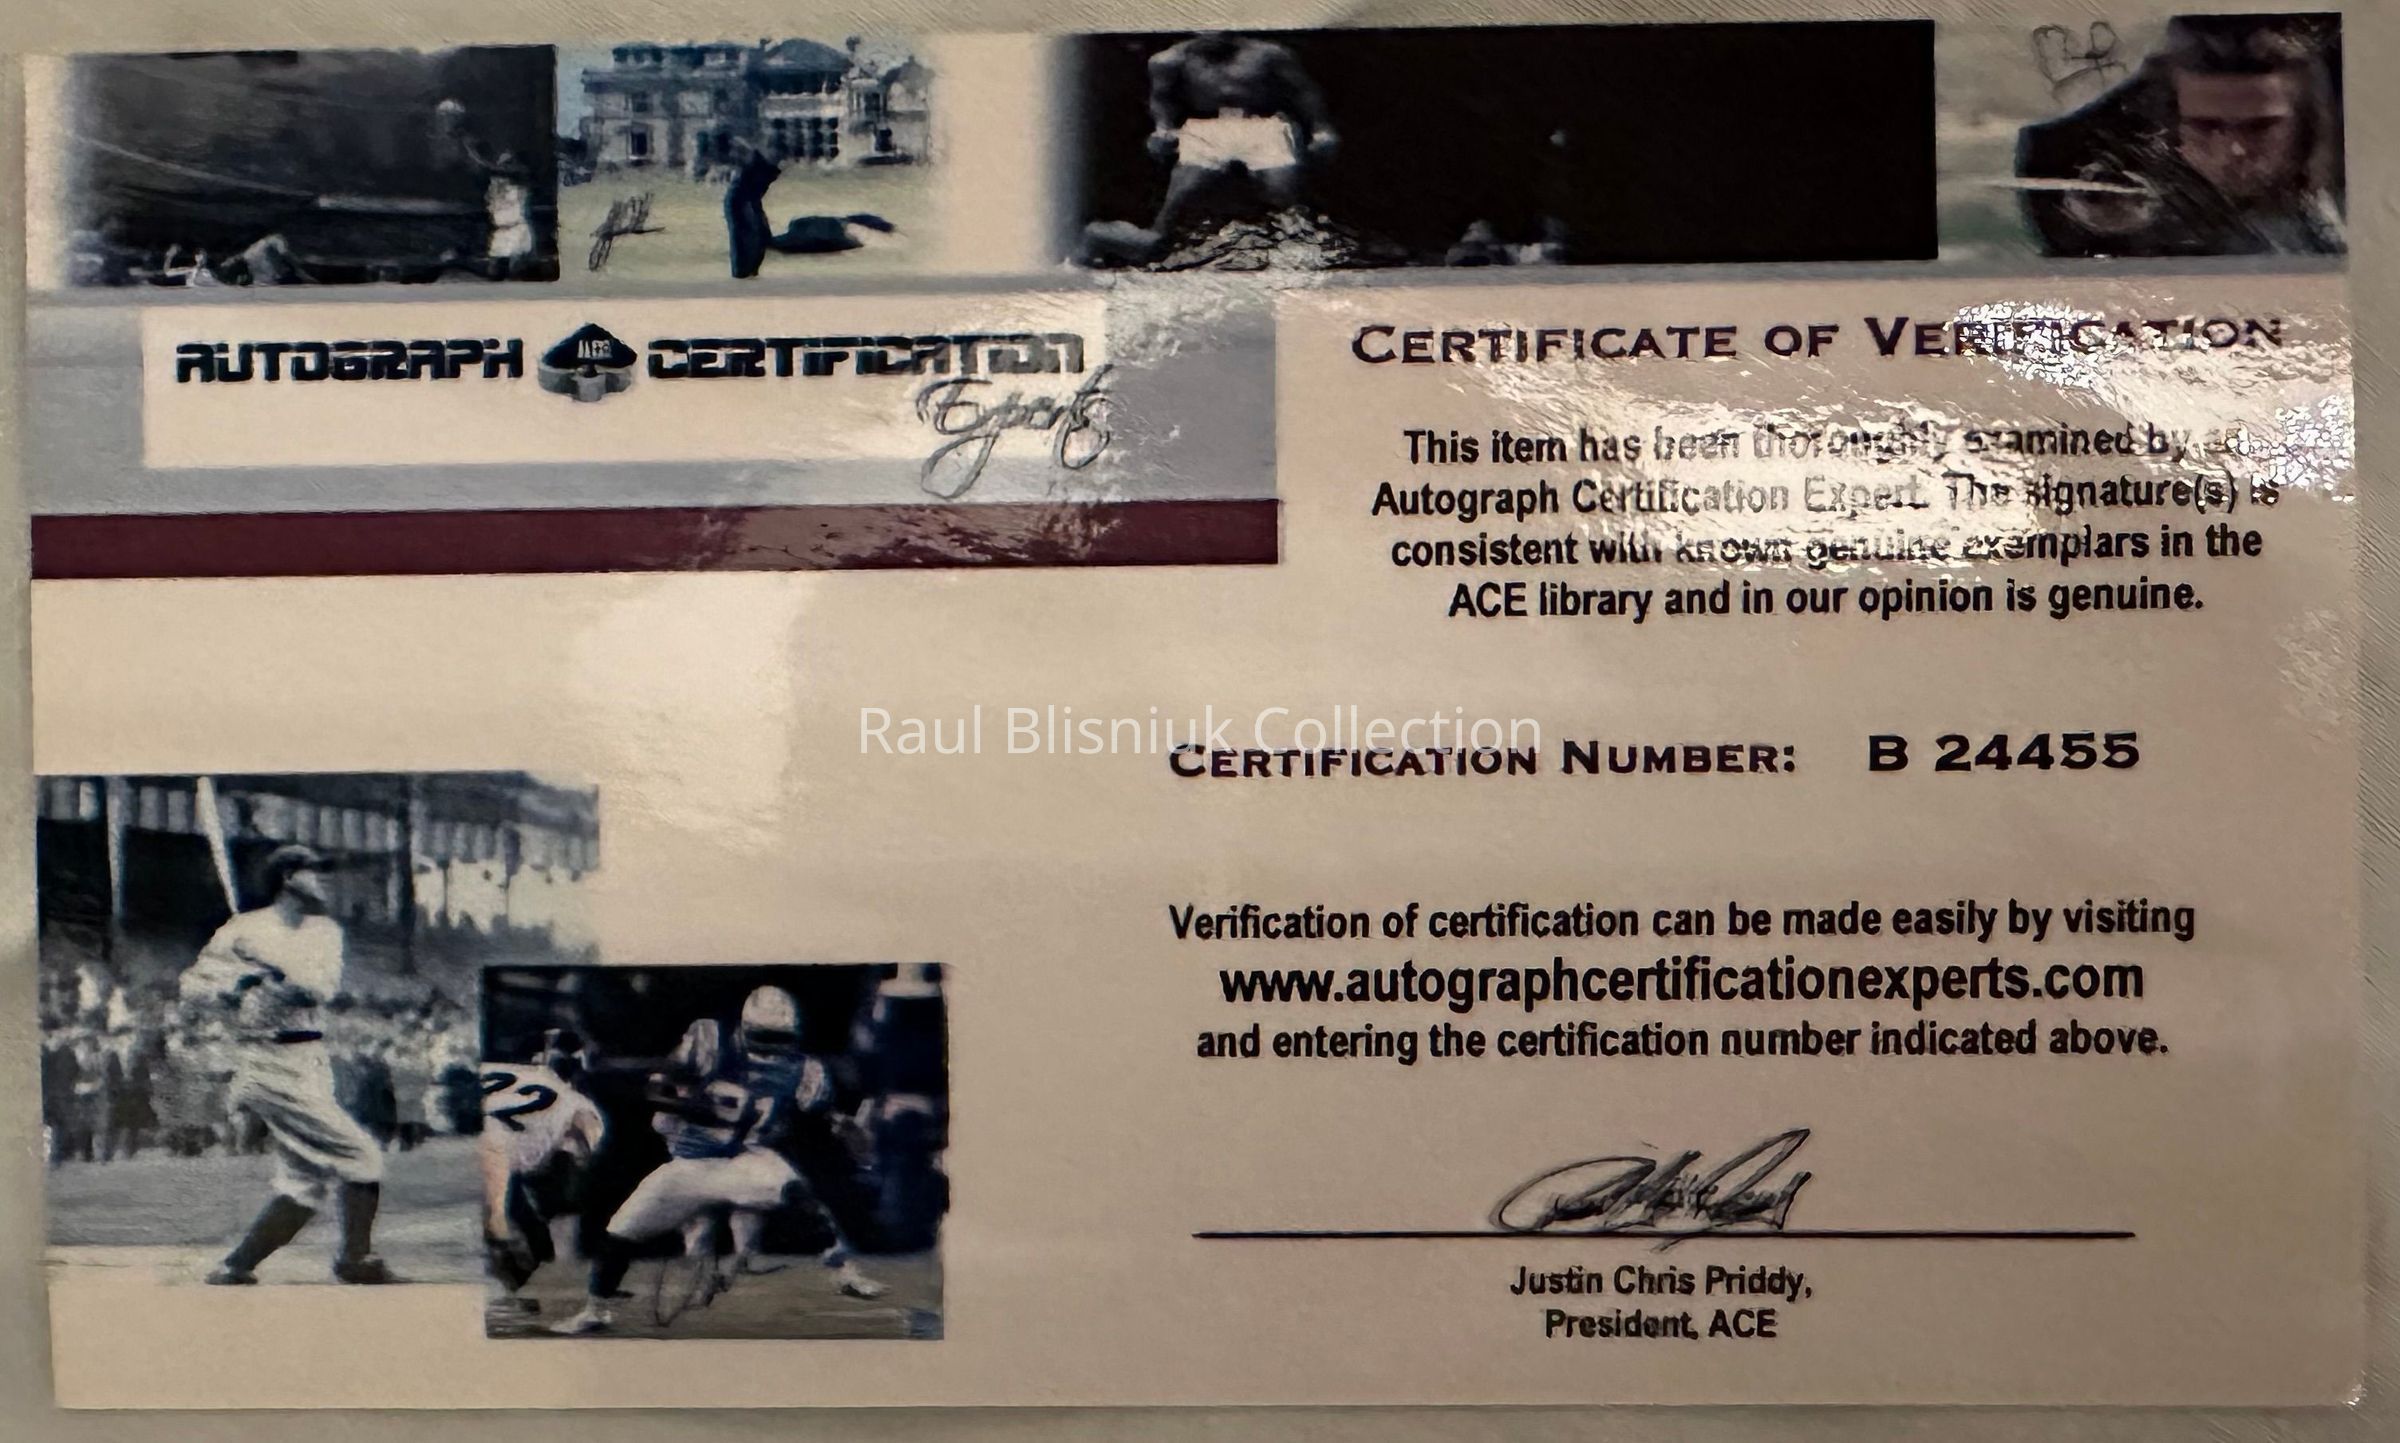 AUTOGRAPH CERTIFICATION
Experts
CERTIFICATE OF VERIFICATION
This item has been thoroughly examined by an
Autograph Certification Expert. The signature(s) is
consistent with known genuine exemplars in the
ACE library and in our opinion is genuine.
Raul Blisniuk Collection
CERTIFICATION NUMBER: B 24455
Verification of certification can be made easily by visiting
www.autographcertificationexperts.com
and entering the certification number indicated above.
22
Justin Chris Priddy,
President, ACE